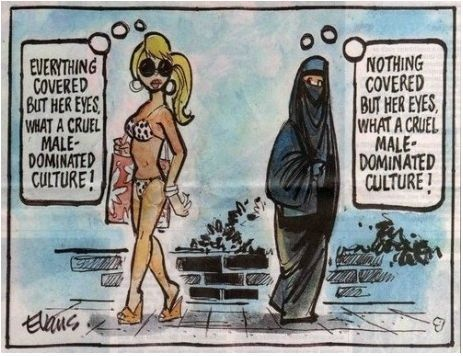 EVERYTHING
COVERED
BUT HER EYES,
WHAT A CRUEL
MALE-
DOMINATED
CULTURE!
NOTHING
COVERED
BUT HER EYES,
WHAT A CRUEL
MALE-
DOMINATED
CULTURE!
Evans.